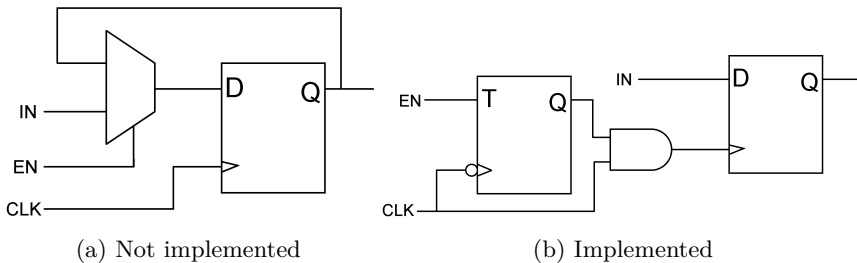 IN
EN
CLK
D
Q
(a) Not implemented
EN
CLK
T
Q
IN
D
Q
(b) Implemented